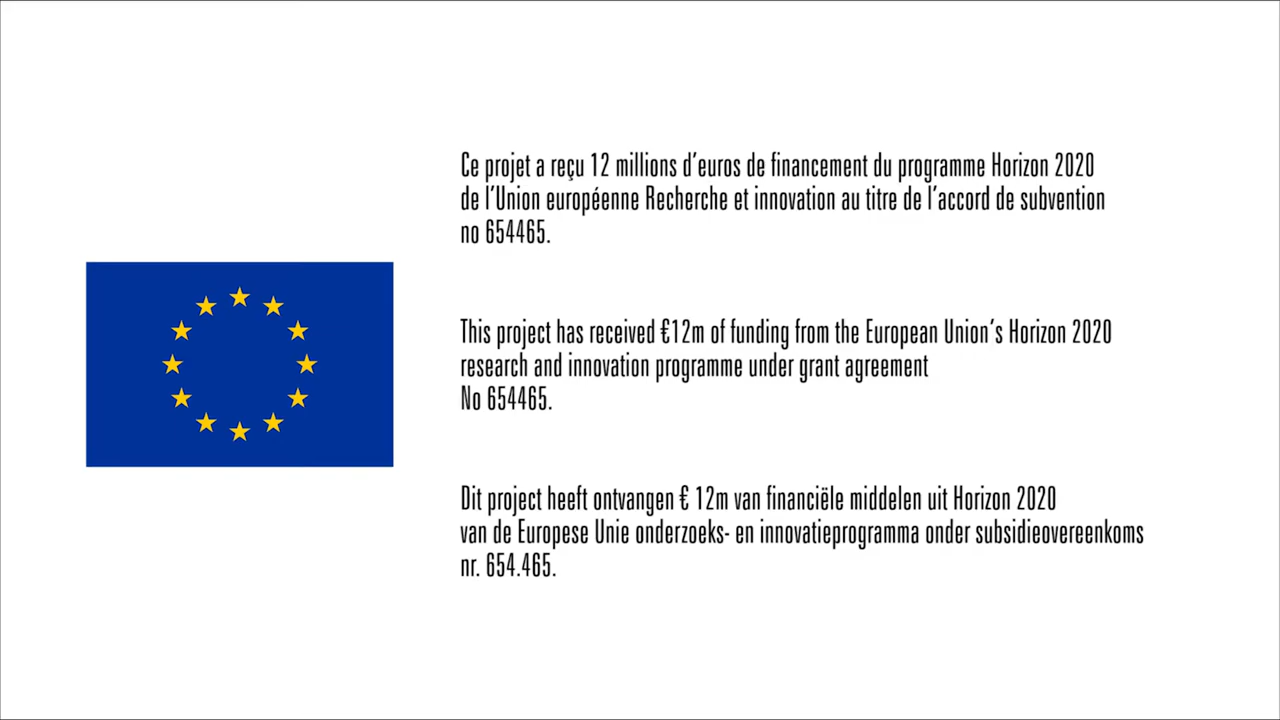 Ce projet a reçu 12 millions d’euros de financement du programme Horizon 2020
de l’Union européenne Recherche et innovation au titre de l’accord de subvention
no 654465.
This project has received €12m of funding from the European Union’s Horizon 2020
research and innovation programme under grant agreement
No 654465.
Dit project heeft ontvangen € 12m van financiële middelen uit Horizon 2020
van de Europese Unie onderzoeks- en innovatieprogramma onder subsidieovereenkoms
nr. 654.465.